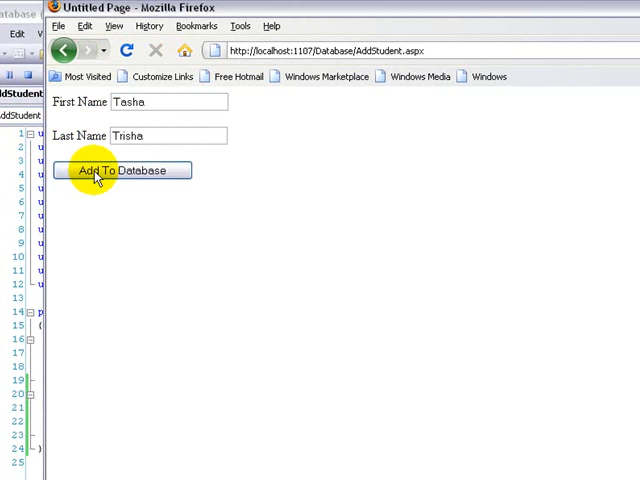 Untitled Page - Mozilla Firefox
File Edit View History Bookmarks Tools Help
http://localhost:1107/Database/AddStudent.aspx
Most Visited Customize Links Free Hotmail Windows Marketplace Windows Media Windows
First Name Tasha
Last Name Trisha
Add To Database
atabase)
Edit
ddStudent
ddStudent
1 u
2 u
3 u
4 u
5 u
6 u
7 u
8 u
9 u
10 u
11 u
12 u
13
14 p
15 {
16
17
18
19
20
21
22
23
24 }
25